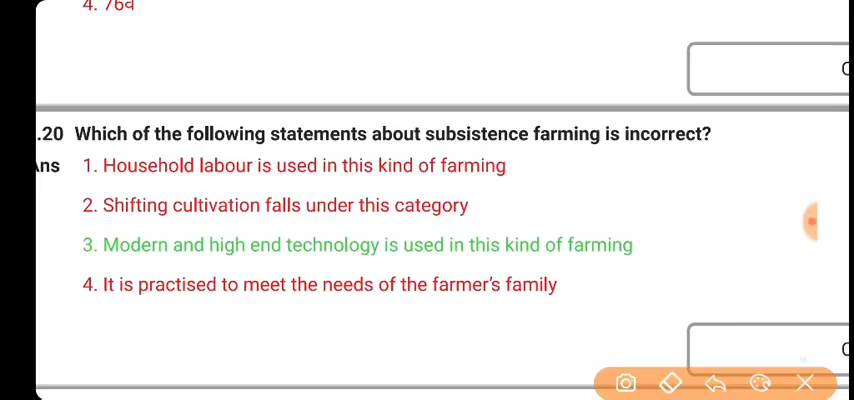 4. 76वें
.20 Which of the following statements about subsistence farming is incorrect?
Ans 1. Household labour is used in this kind of farming
2. Shifting cultivation falls under this category
3. Modern and high end technology is used in this kind of farming
4. It is practised to meet the needs of the farmer's family